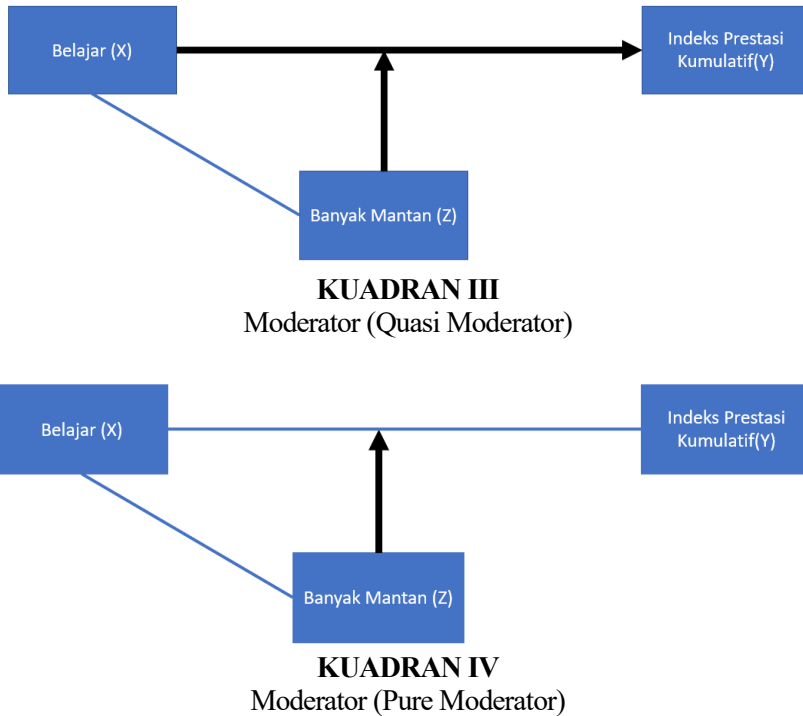 Belajar (X)
Indeks Prestasi
Kumulatif(Y)
Banyak Mantan (Z)
KUADRAN III
Moderator (Quasi Moderator)
Belajar (X)
Indeks Prestasi
Kumulatif(Y)
Banyak Mantan (Z)
KUADRAN IV
Moderator (Pure Moderator)